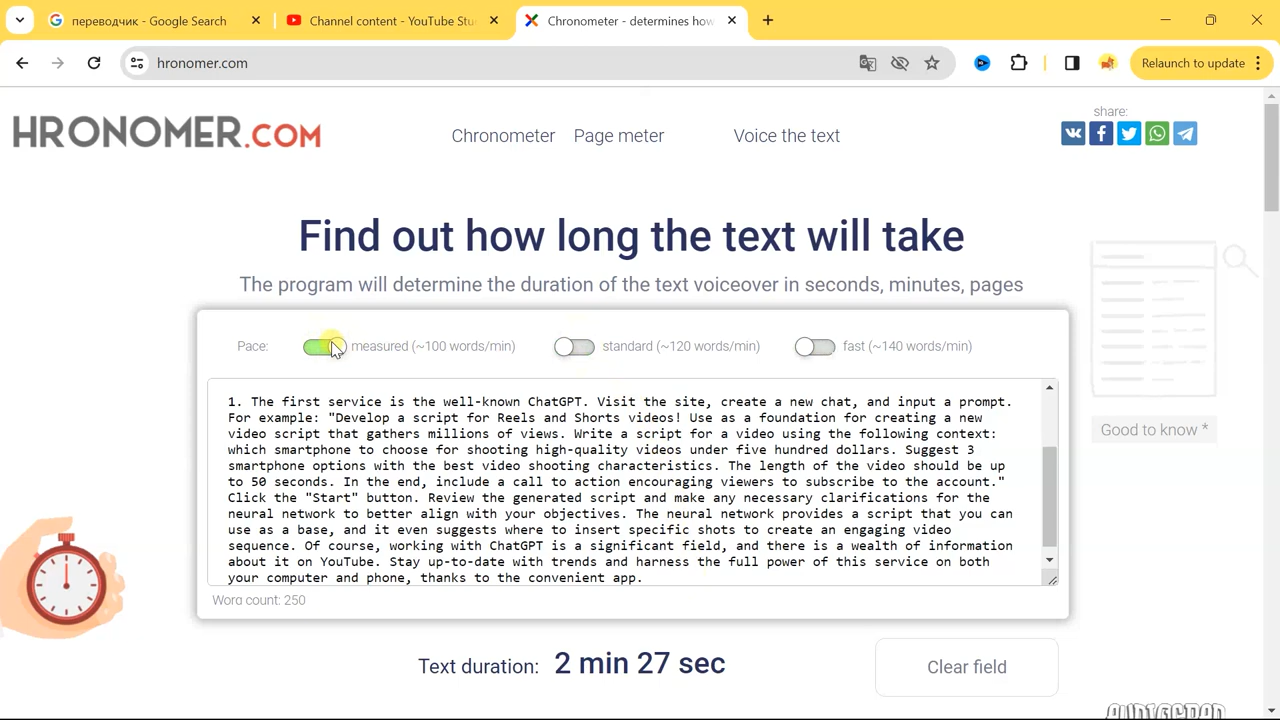 переводчик - Google Search
Channel content - YouTube Stu
Chronometer - determines how
hronomer.com
Relaunch to update
HRONOMER.COM
Chronometer
Page meter
Voice the text
share:
Find out how long the text will take
The program will determine the duration of the text voiceover in seconds, minutes, pages
Pace:
measured (~100 words/min)
standard (~120 words/min)
fast (~140 words/min)
1. The first service is the well-known ChatGPT. Visit the site, create a new chat, and input a prompt.
For example: "Develop a script for Reels and Shorts videos! Use as a foundation for creating a new
video script that gathers millions of views. Write a script for a video using the following context:
which smartphone to choose for shooting high-quality videos under five hundred dollars. Suggest 3
smartphone options with the best video shooting characteristics. The length of the video should be up
to 50 seconds. In the end, include a call to action encouraging viewers to subscribe to the account."
Click the "Start" button. Review the generated script and make any necessary clarifications for the
neural network to better align with your objectives. The neural network provides a script that you can
use as a base, and it even suggests where to insert specific shots to create an engaging video
sequence. Of course, working with ChatGPT is a significant field, and there is a wealth of information
about it on YouTube. Stay up-to-date with trends and harness the full power of this service on both
your computer and phone, thanks to the convenient app.
Word count: 250
Good to know *
Text duration: 2 min 27 sec
Clear field